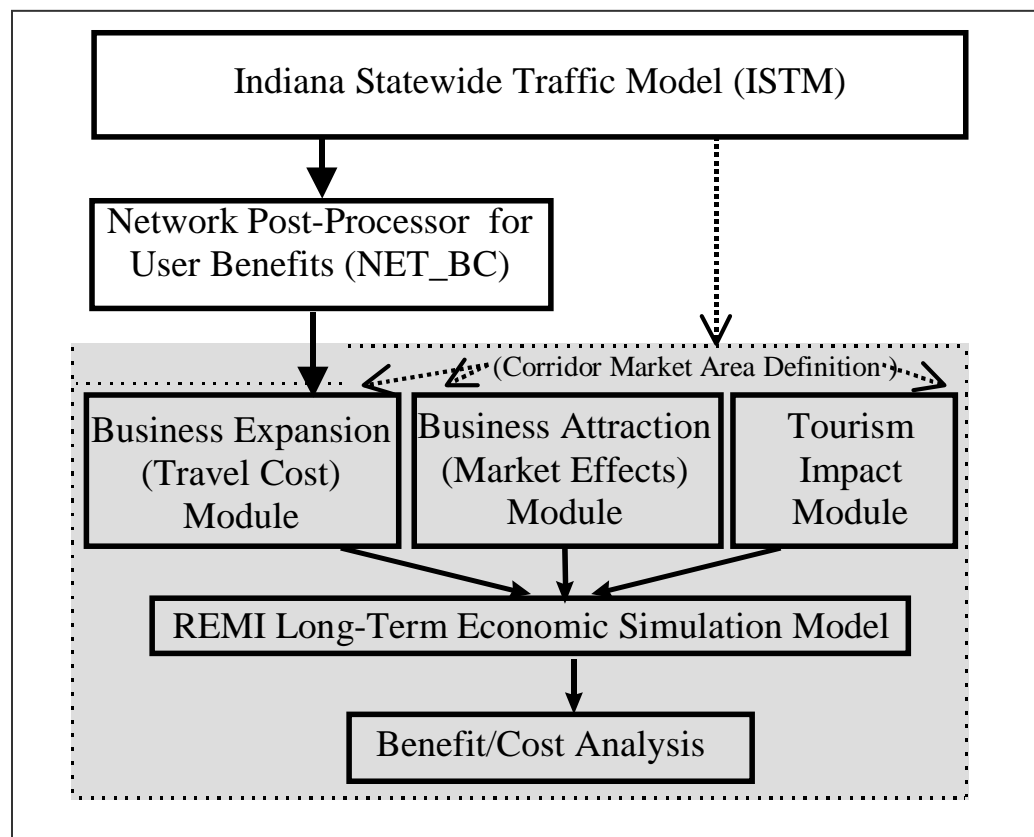 Indiana Statewide Traffic Model (ISTM)
Network Post-Processor for
User Benefits (NET_BC)
(Corridor Market Area Definition )
Business Expansion
(Travel Cost)
Module
Business Attraction
(Market Effects)
Module
Tourism
Impact
Module
REMI Long-Term Economic Simulation Model
Benefit/Cost Analysis